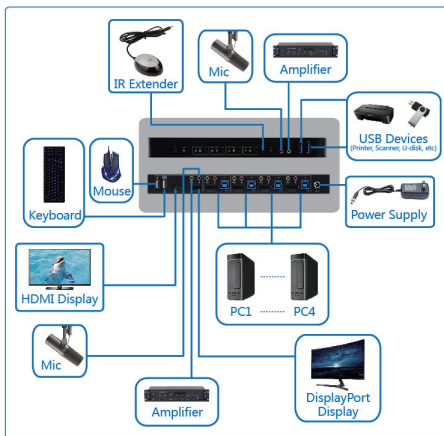 IR Extender
Mic
Amplifier
USB Devices
(Printer, Scanner, U-disk, etc)
Keyboard
Mouse
Power Supply
HDMI Display
PC1 ········ PC4
Mic
Amplifier
DisplayPort
Display